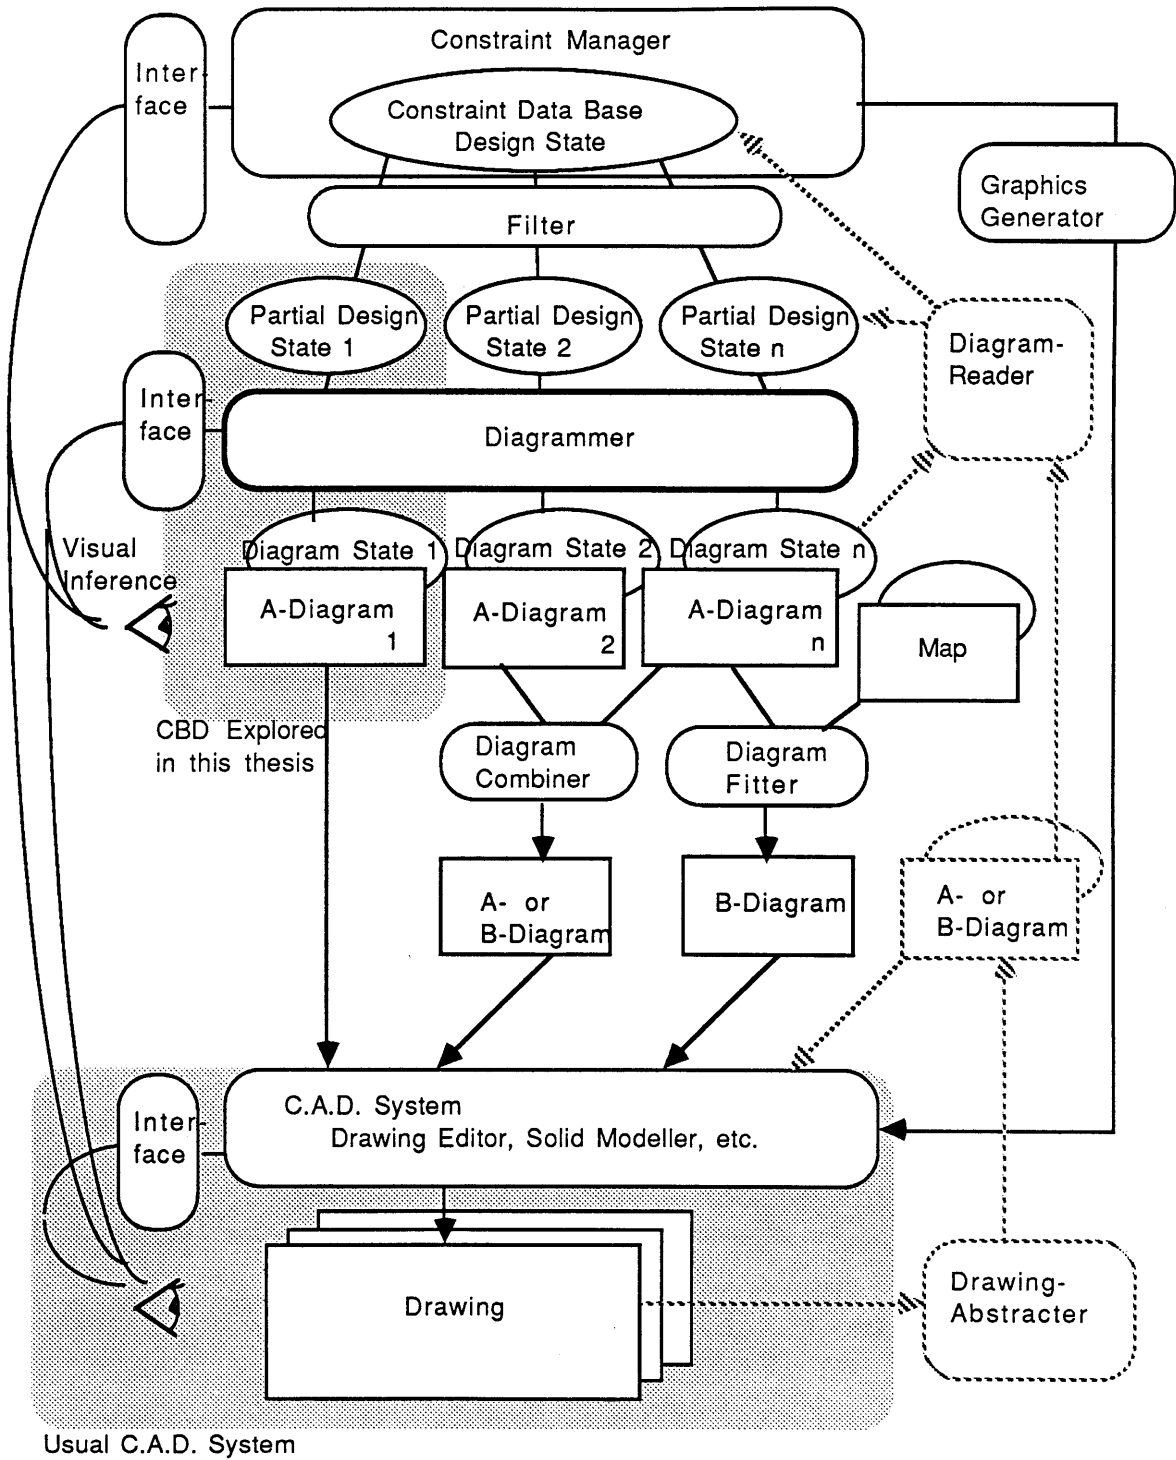 Constraint Manager
Inter-
face
Constraint Data Base
Design State
Graphics
Generator
Filter
Partial Design
State 1
Partial Design
State 2
Partial Design
State n
Diagram-
Reader
Inter-
face
Diagrammer
Visual
Inference
Diagram State 1
Diagram State 2
Diagram State n
A-Diagram
1
A-Diagram
2
A-Diagram
n
Map
CBD Explored
in this thesis
Diagram
Combiner
Diagram
Fitter
A- or
B-Diagram
B-Diagram
A- or
B-Diagram
Inter-
face
C.A.D. System
Drawing Editor, Solid Modeller, etc.
Drawing
Drawing-
Abstracter
Usual C.A.D. System